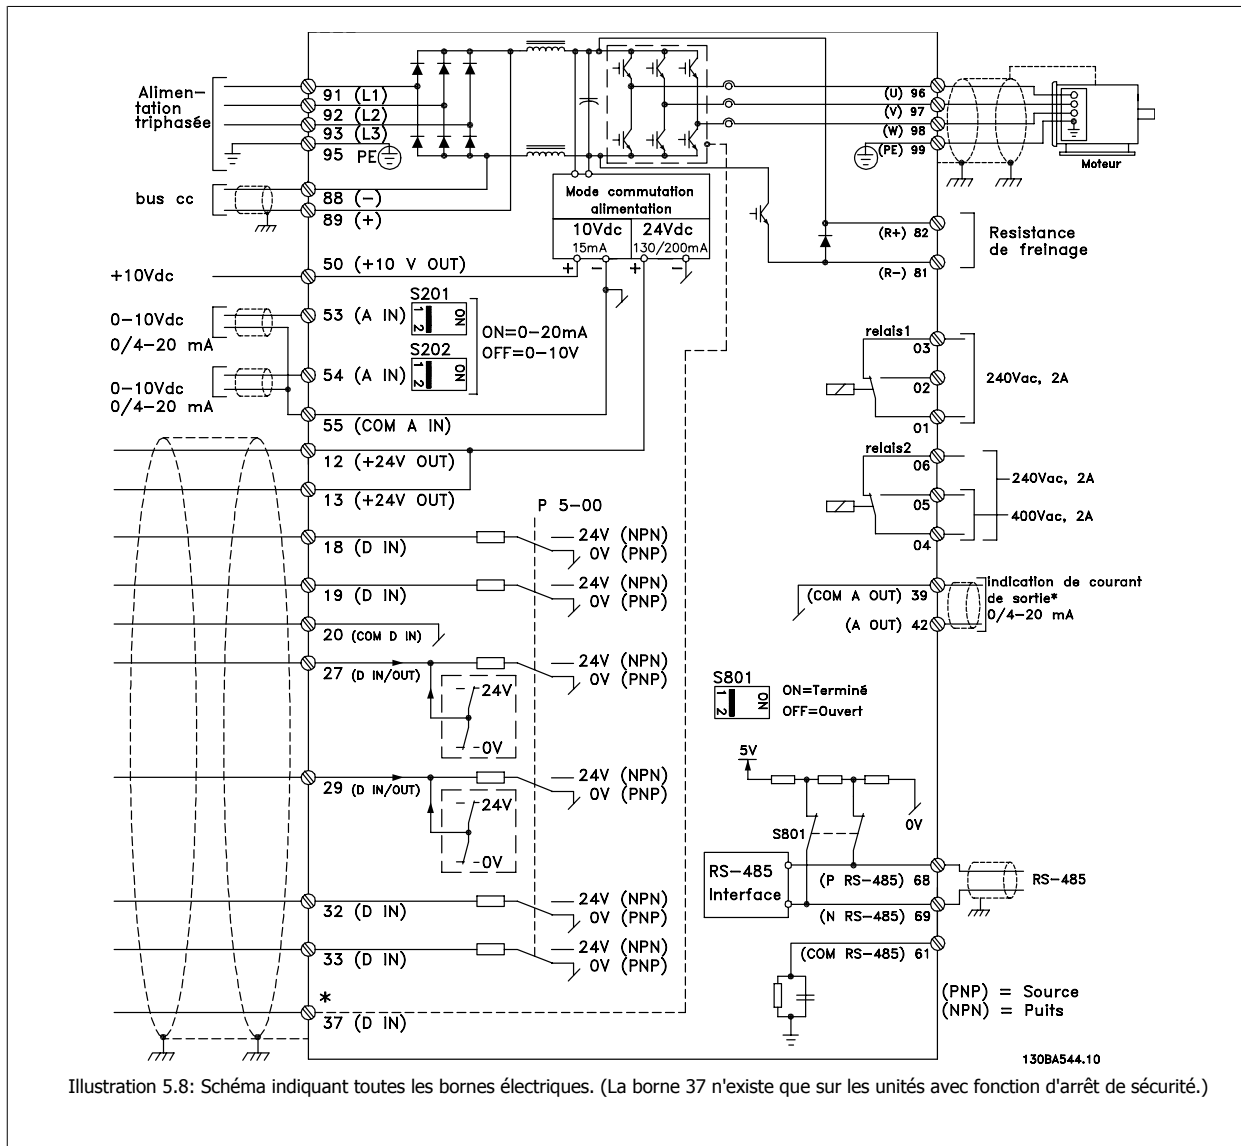 Alimen-
tation
triphasée
91 (L1)
92 (L2)
93 (L3)
95 PE
bus cc
88 (-)
89 (+)
+10Vdc
50 (+10 V OUT)
0-10Vdc
0/4-20 mA
53 (A IN)
S201
1 2
ON
ON=0-20mA
OFF=0-10V
S202
1 2
ON
0-10Vdc
0/4-20 mA
54 (A IN)
55 (COM A IN)
12 (+24V OUT)
13 (+24V OUT)
P 5-00
18 (D IN)
24V (NPN)
0V (PNP)
19 (D IN)
24V (NPN)
0V (PNP)
20 (COM D IN)
27 (D IN/OUT)
24V (NPN)
0V (PNP)
24V
0V
29 (D IN/OUT)
24V (NPN)
0V (PNP)
24V
0V
32 (D IN)
24V (NPN)
0V (PNP)
33 (D IN)
24V (NPN)
0V (PNP)
*
37 (D IN)
Mode commutation
alimentation
10Vdc
15mA
24Vdc
130/200mA
+ - + -
(U) 96
(V) 97
(W) 98
(PE) 99
Moteur
(R+) 82
(R-) 81
Resistance
de freinage
relais1
03
02
01
240Vac, 2A
relais2
06
05
04
240Vac, 2A
400Vac, 2A
(COM A OUT) 39
(A OUT) 42
indication de courant
de sortie*
0/4-20 mA
S801
1 2
ON
ON=Terminé
OFF=Ouvert
5V
0V
S801
RS-485
Interface
(P RS-485) 68
(N RS-485) 69
RS-485
(COM RS-485) 61
(PNP) = Source
(NPN) = Puits
130BA544.10
Illustration 5.8: Schéma indiquant toutes les bornes électriques. (La borne 37 n'existe que sur les unités avec fonction d'arrêt de sécurité.)